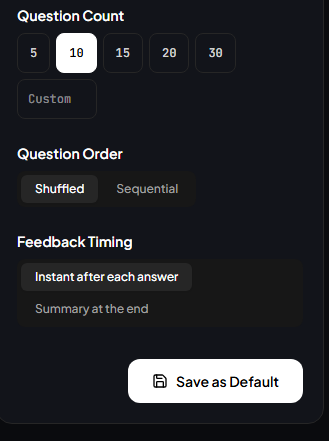 Question Count
5 10 15 20 30
Custom
Question Order
Shuffled Sequential
Feedback Timing
Instant after each answer
Summary at the end
Save as Default